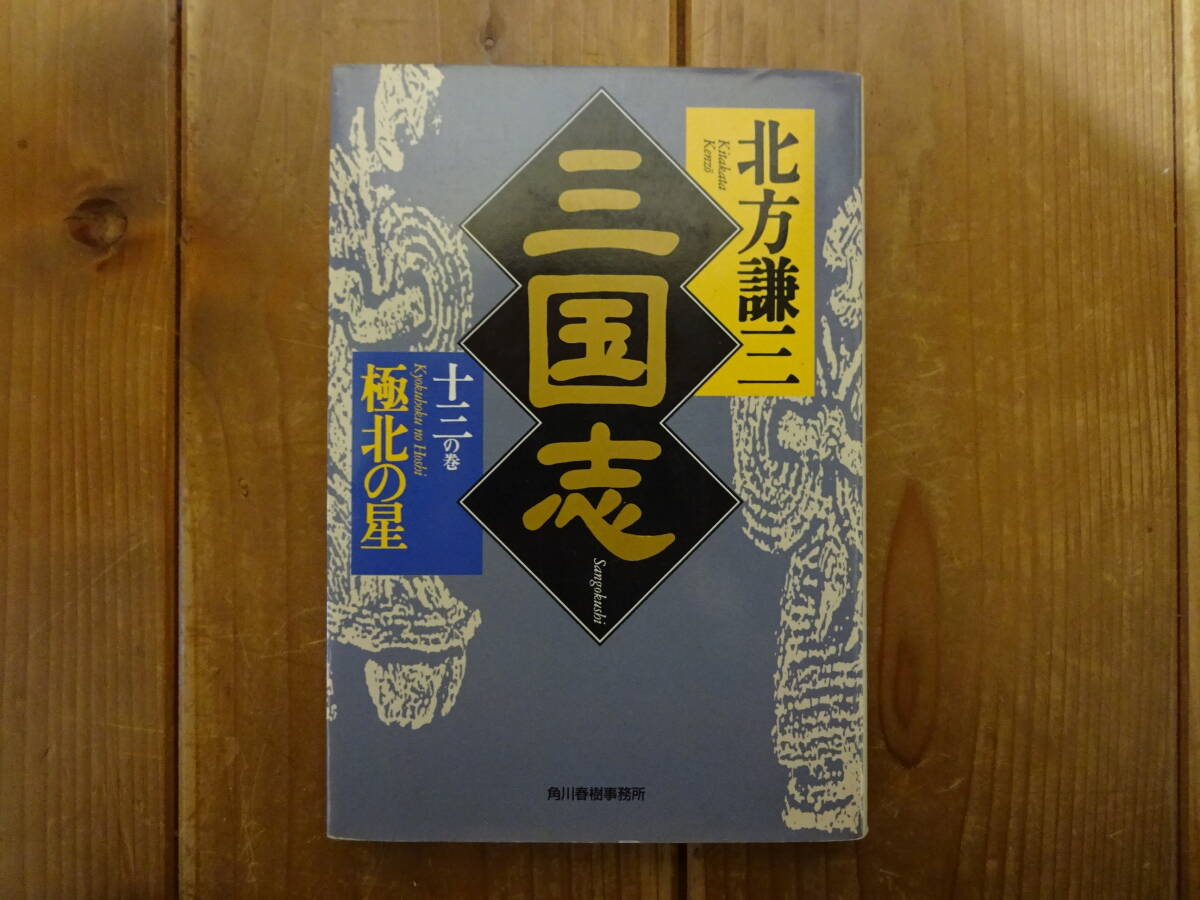 北方謙三
Kitakata
Kenzō
三国志
Sangokushi
十三の巻
Kyokuhoku no Hoshi
極北の星
角川春樹事務所